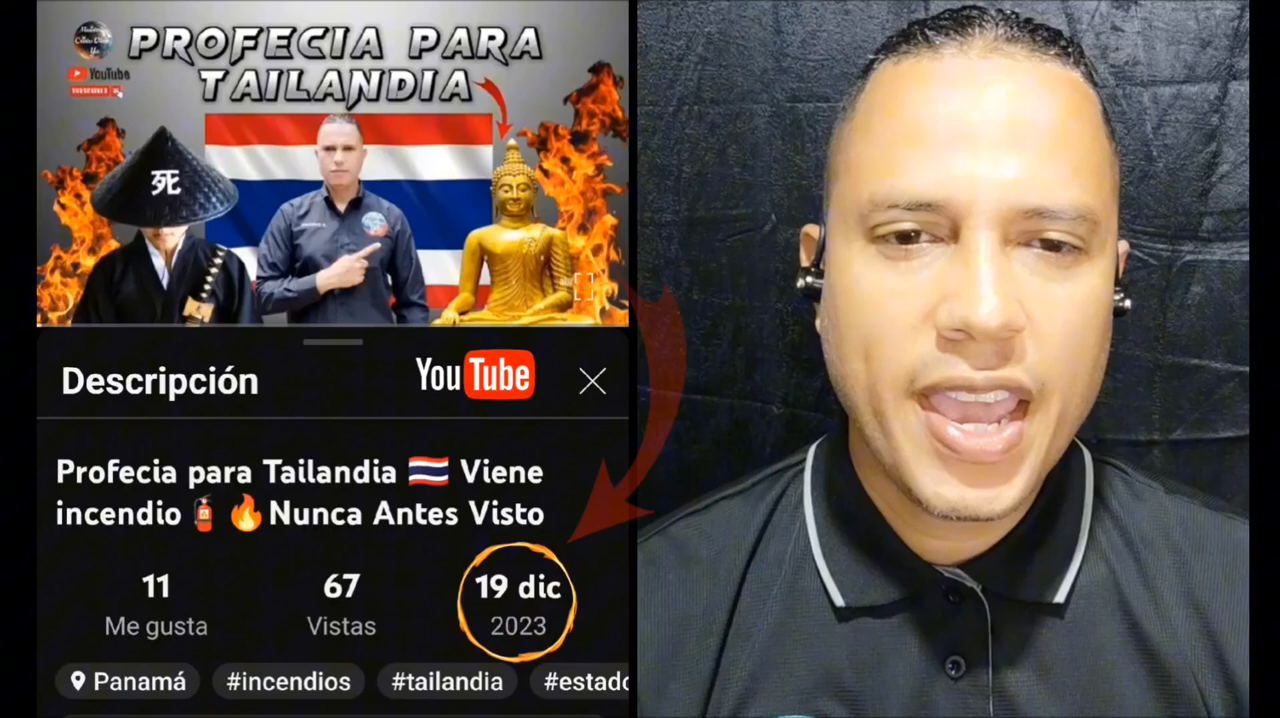 PROFECIA PARA
TAILANDIA
YouTube
死
Descripción
YouTube
Profecia para Tailandia 🇹🇭 Viene
incendio 🧯🔥Nunca Antes Visto
11
67
19 dic
Me gusta
Vistas
2023
Panamá
#incendios
#tailandia
#estado